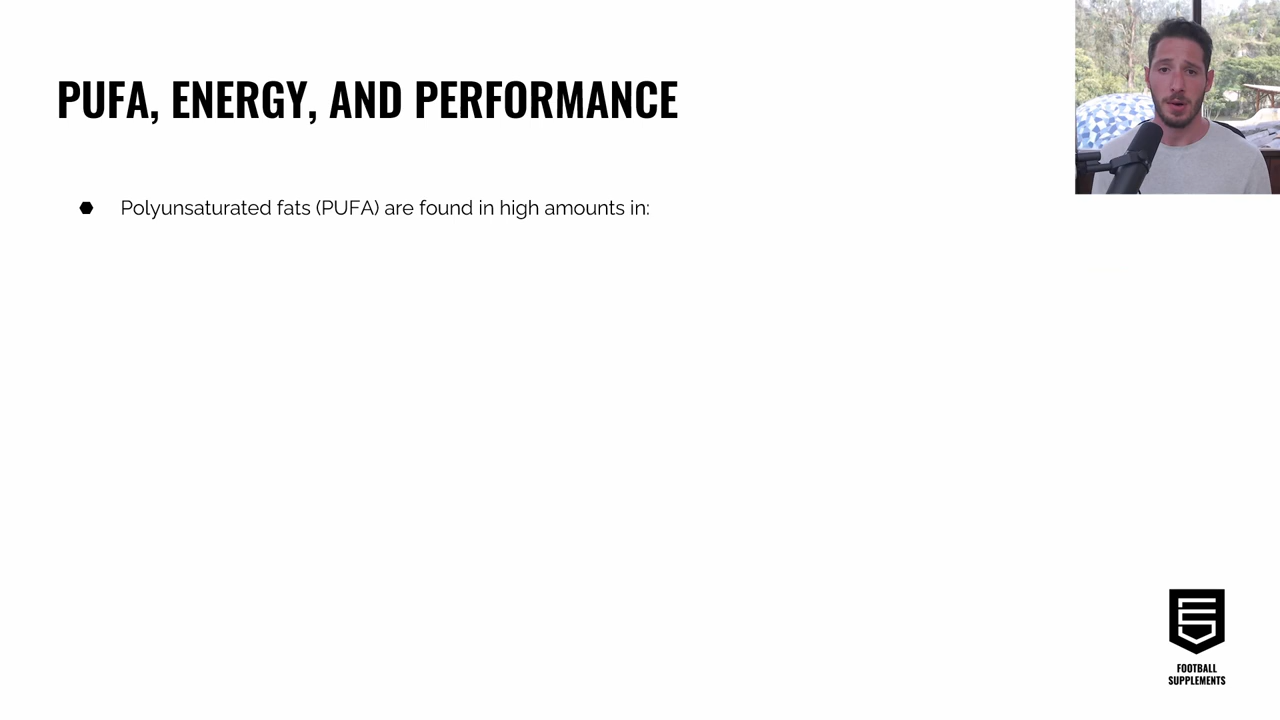 PUFA, ENERGY, AND PERFORMANCE
Polyunsaturated fats (PUFA) are found in high amounts in:
FOOTBALL
SUPPLEMENTS